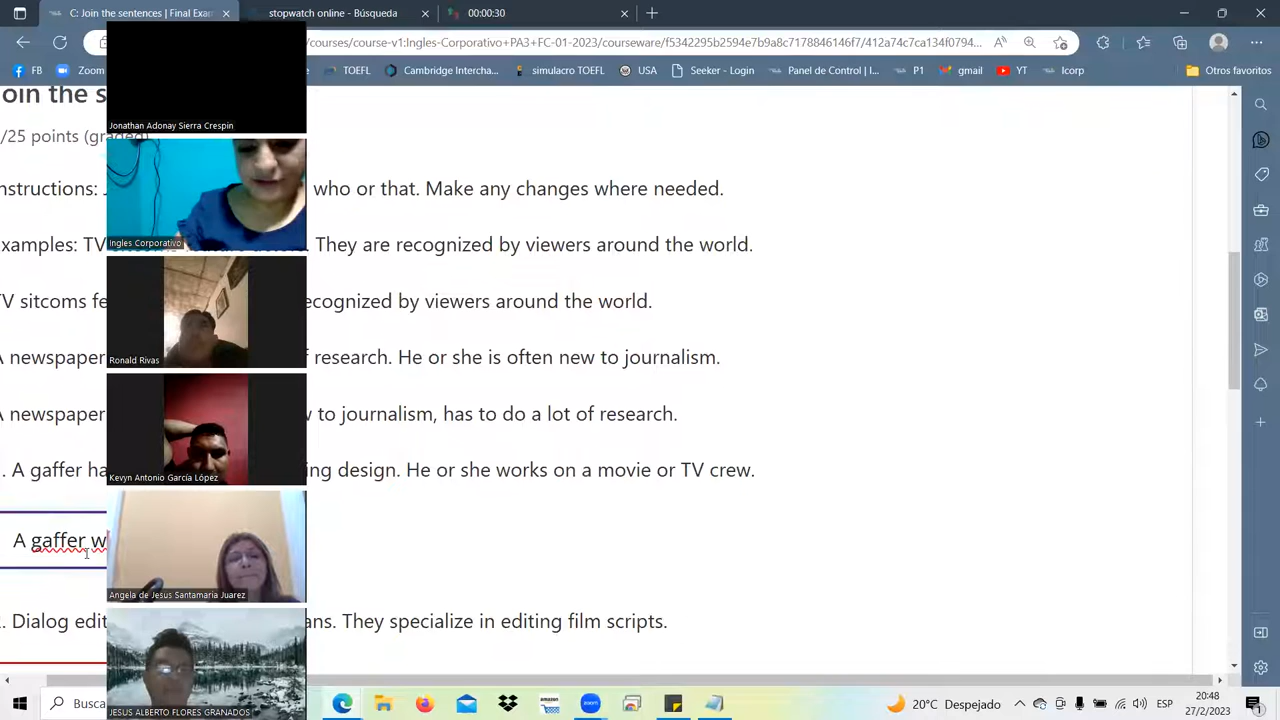 C: Join the sentences | Final Exa
stopwatch online - Búsqueda
00:00:30
/courses/course-v1:Ingles-Corporativo+PA3+FC-01-2023/courseware/f5342295b2594e7b9a8c7178846146f7/412a74c7ca134f0794...
FB
Zoom
TOEFL
Cambridge Intercha...
simulacro TOEFL
USA
Seeker - Login
Panel de Control | I...
P1
gmail
YT
Icorp
Otros favoritos
oin the s
/25 points (graded)
nstructions: J
who or that. Make any changes where needed.
xamples: TV
They are recognized by viewers around the world.
TV sitcoms fe
ecognized by viewers around the world.
A newspaper
f research. He or she is often new to journalism.
A newspaper
w to journalism, has to do a lot of research.
. A gaffer ha
ing design. He or she works on a movie or TV crew.
A gaffer w
. Dialog edit
ans. They specialize in editing film scripts.
Jonathan Adonay Sierra Crespin
Ingles Corporativo
Ronald Rivas
Kevyn Antonio García López
Angela de Jesus Santamaria Juarez
JESUS ALBERTO FLORES GRANADOS
Busca
amazon
zoom
20°C Despejado
ESP
20:48
27/2/2023
1